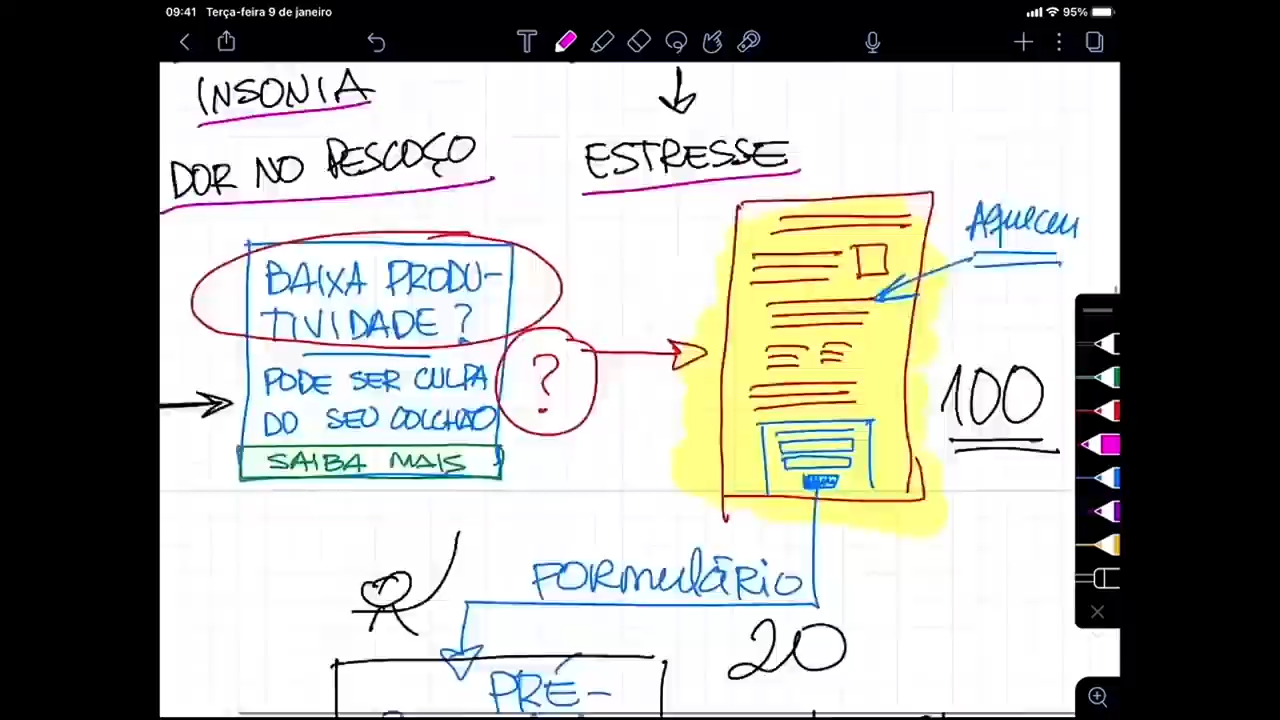 09:41 Terça-feira 9 de janeiro
95%
INSONIA
DOR NO PESCOÇO
ESTRESSE
Aqueceu
BAIXA PRODU-
TIVIDADE ?
PODE SER CULPA
DO SEU COLCHÃO
SAIBA MAIS
?
100
FORMULÁRIO
20
PRÉ-